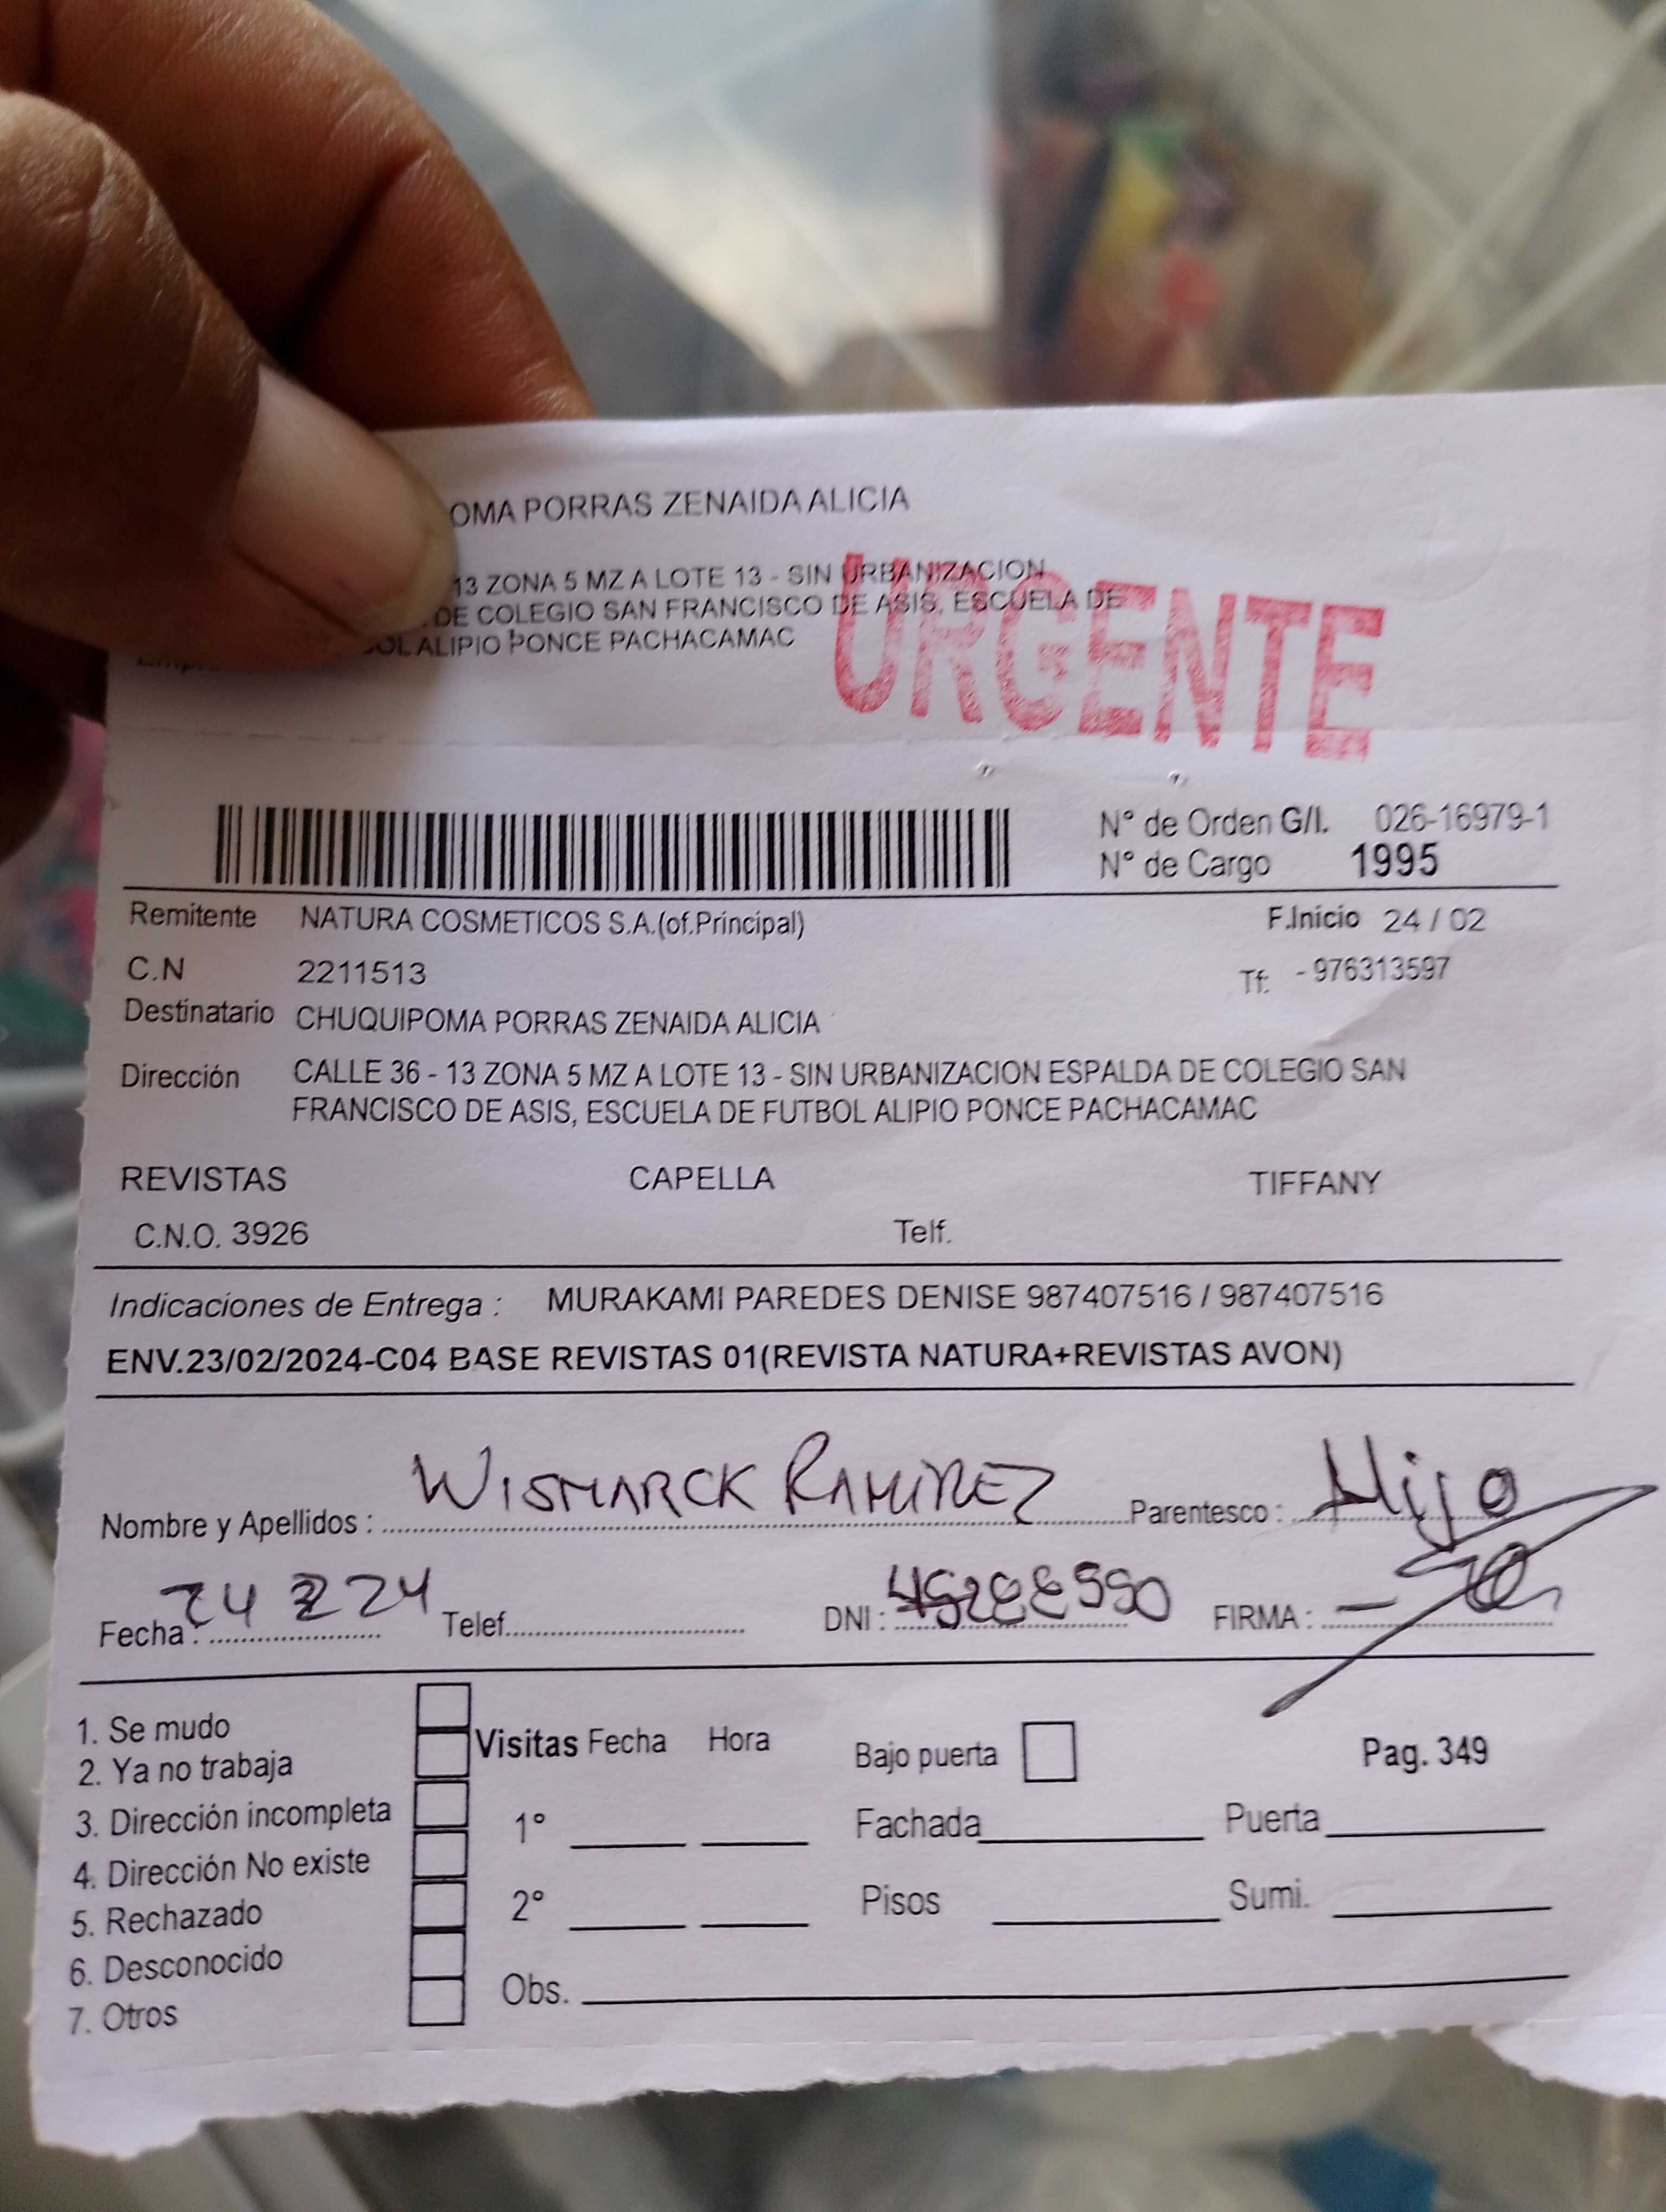 OMA PORRAS ZENAIDA ALICIA
13 ZONA 5 MZ A LOTE 13 - SIN URBANIZACION
DE COLEGIO SAN FRANCISCO DE ASIS, ESCUELA DE
OL ALIPIO PONCE PACHACAMAC
URGENTE
N° de Orden G/I. 026-16979-1
N° de Cargo 1995
Remitente NATURA COSMETICOS S.A.(of.Principal) F.Inicio 24 / 02
C.N 2211513 Tf: - 976313597
Destinatario CHUQUIPOMA PORRAS ZENAIDA ALICIA
Dirección CALLE 36 - 13 ZONA 5 MZ A LOTE 13 - SIN URBANIZACION ESPALDA DE COLEGIO SAN
FRANCISCO DE ASIS, ESCUELA DE FUTBOL ALIPIO PONCE PACHACAMAC
REVISTAS CAPELLA TIFFANY
C.N.O. 3926 Telf.
Indicaciones de Entrega : MURAKAMI PAREDES DENISE 987407516 / 987407516
ENV.23/02/2024-C04 BASE REVISTAS 01(REVISTA NATURA+REVISTAS AVON)
Nombre y Apellidos : WISMARCK RAMIREZ Parentesco : Hijo
Fecha : 24 2 24 Telef. DNI : FIRMA :
1. Se mudo
2. Ya no trabaja
3. Dirección incompleta
4. Dirección No existe
5. Rechazado
6. Desconocido
7. Otros
Visitas Fecha Hora
1°
2°
Bajo puerta Pag. 349
Fachada Puerta
Pisos Sumi.
Obs.